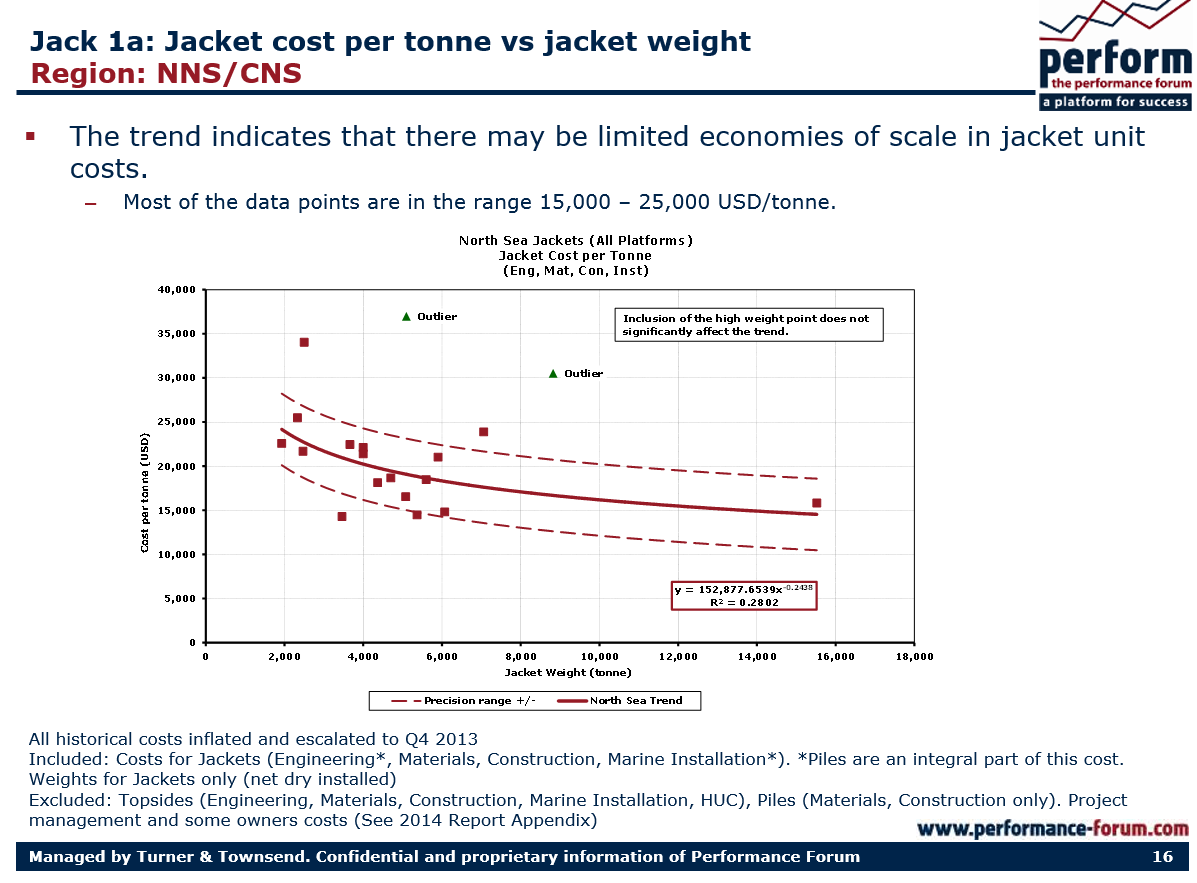 Jack 1a: Jacket cost per tonne vs jacket weight
Region: NNS/CNS
perform
the performance forum
a platform for success
▪ The trend indicates that there may be limited economies of scale in jacket unit
costs.
– Most of the data points are in the range 15,000 – 25,000 USD/tonne.
North Sea Jackets (All Platforms)
Jacket Cost per Tonne
(Eng, Mat, Con, Inst)
40,000
35,000
30,000
25,000
20,000
15,000
10,000
5,000
0
Cost per tonne (USD)
Outlier
Outlier
Inclusion of the high weight point does not
significantly affect the trend.
y = 152,877.6539x^-0.2438
R² = 0.2802
0 2,000 4,000 6,000 8,000 10,000 12,000 14,000 16,000 18,000
Jacket Weight (tonne)
Precision range +/- North Sea Trend
All historical costs inflated and escalated to Q4 2013
Included: Costs for Jackets (Engineering*, Materials, Construction, Marine Installation*). *Piles are an integral part of this cost.
Weights for Jackets only (net dry installed)
Excluded: Topsides (Engineering, Materials, Construction, Marine Installation, HUC), Piles (Materials, Construction only). Project
management and some owners costs (See 2014 Report Appendix)
www.performance-forum.com
Managed by Turner & Townsend. Confidential and proprietary information of Performance Forum 16